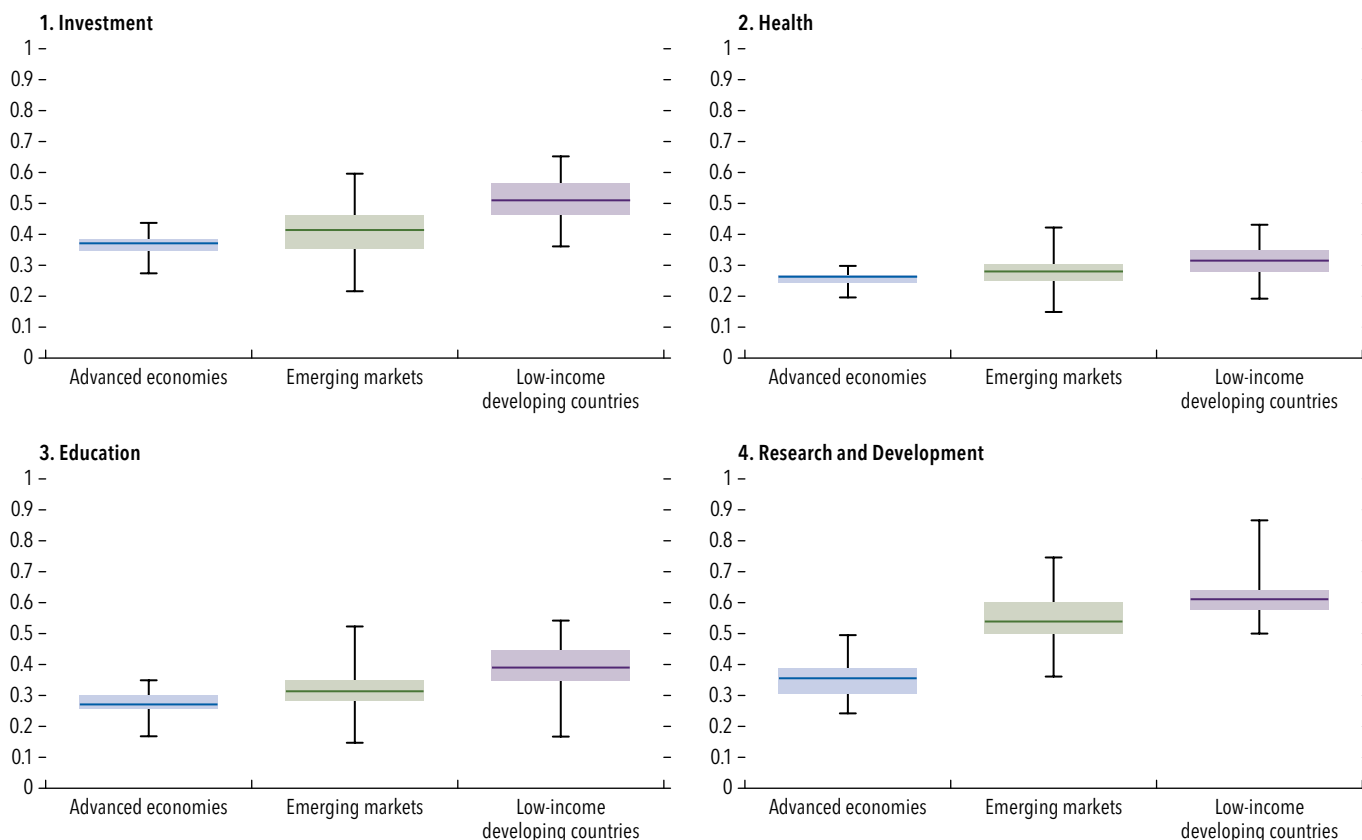 1. Investment
1
0.9
0.8
0.7
0.6
0.5
0.4
0.3
0.2
0.1
0
Advanced economies
Emerging markets
Low-income
developing countries
2. Health
1
0.9
0.8
0.7
0.6
0.5
0.4
0.3
0.2
0.1
0
Advanced economies
Emerging markets
Low-income
developing countries
3. Education
1
0.9
0.8
0.7
0.6
0.5
0.4
0.3
0.2
0.1
0
Advanced economies
Emerging markets
Low-income
developing countries
4. Research and Development
1
0.9
0.8
0.7
0.6
0.5
0.4
0.3
0.2
0.1
0
Advanced economies
Emerging markets
Low-income
developing countries